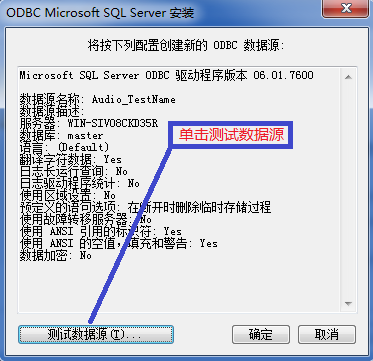 ODBC Microsoft SQL Server 安装
将按下列配置创建新的 ODBC 数据源:
Microsoft SQL Server ODBC 驱动程序版本 06.01.7600
数据源名称: Audio_TestName
数据源描述:
服务器: WIN-SIV08CKD35R
数据库: master
语言: (Default)
翻译字符数据: Yes
日志长运行查询: No
日志驱动程序统计: No
使用区域设置: No
预定义的语句选项: 在断开时删除临时存储过程
使用故障转移服务器: No
使用 ANSI 引用的标识符: Yes
使用 ANSI 的空值，填充和警告: Yes
数据加密: No
单击测试数据源
测试数据源(T)...
确定
取消